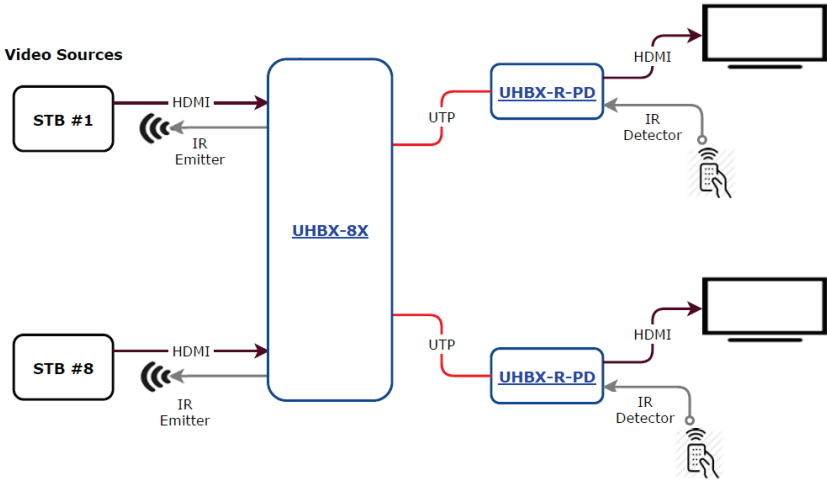 Video Sources
STB #1
HDMI
IR
Emitter
UHBX-8X
UTP
UHBX-R-PD
HDMI
IR
Detector
STB #8
HDMI
IR
Emitter
UTP
UHBX-R-PD
HDMI
IR
Detector